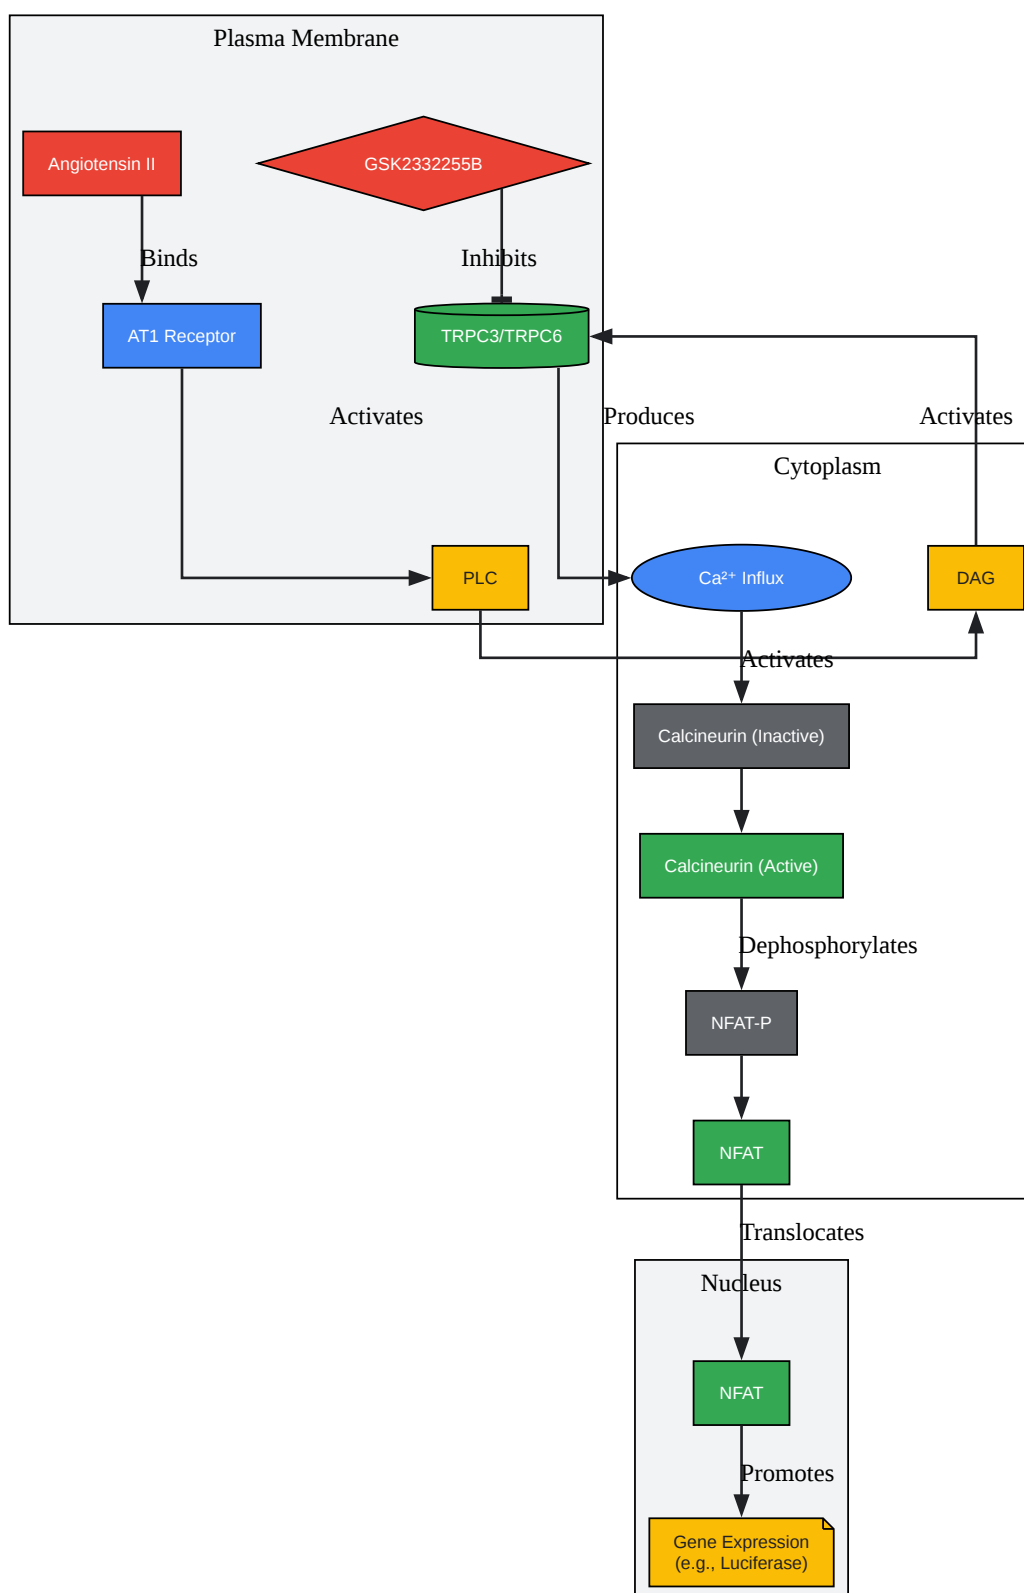 Plasma Membrane
Angiotensin II
GSK2332255B
Binds
Inhibits
AT1 Receptor
TRPC3/TRPC6
Activates
Produces
Activates
Cytoplasm
PLC
Ca²⁺ Influx
DAG
Activates
Calcineurin (Inactive)
Calcineurin (Active)
Dephosphorylates
NFAT-P
NFAT
Translocates
Nucleus
NFAT
Promotes
Gene Expression
(e.g., Luciferase)